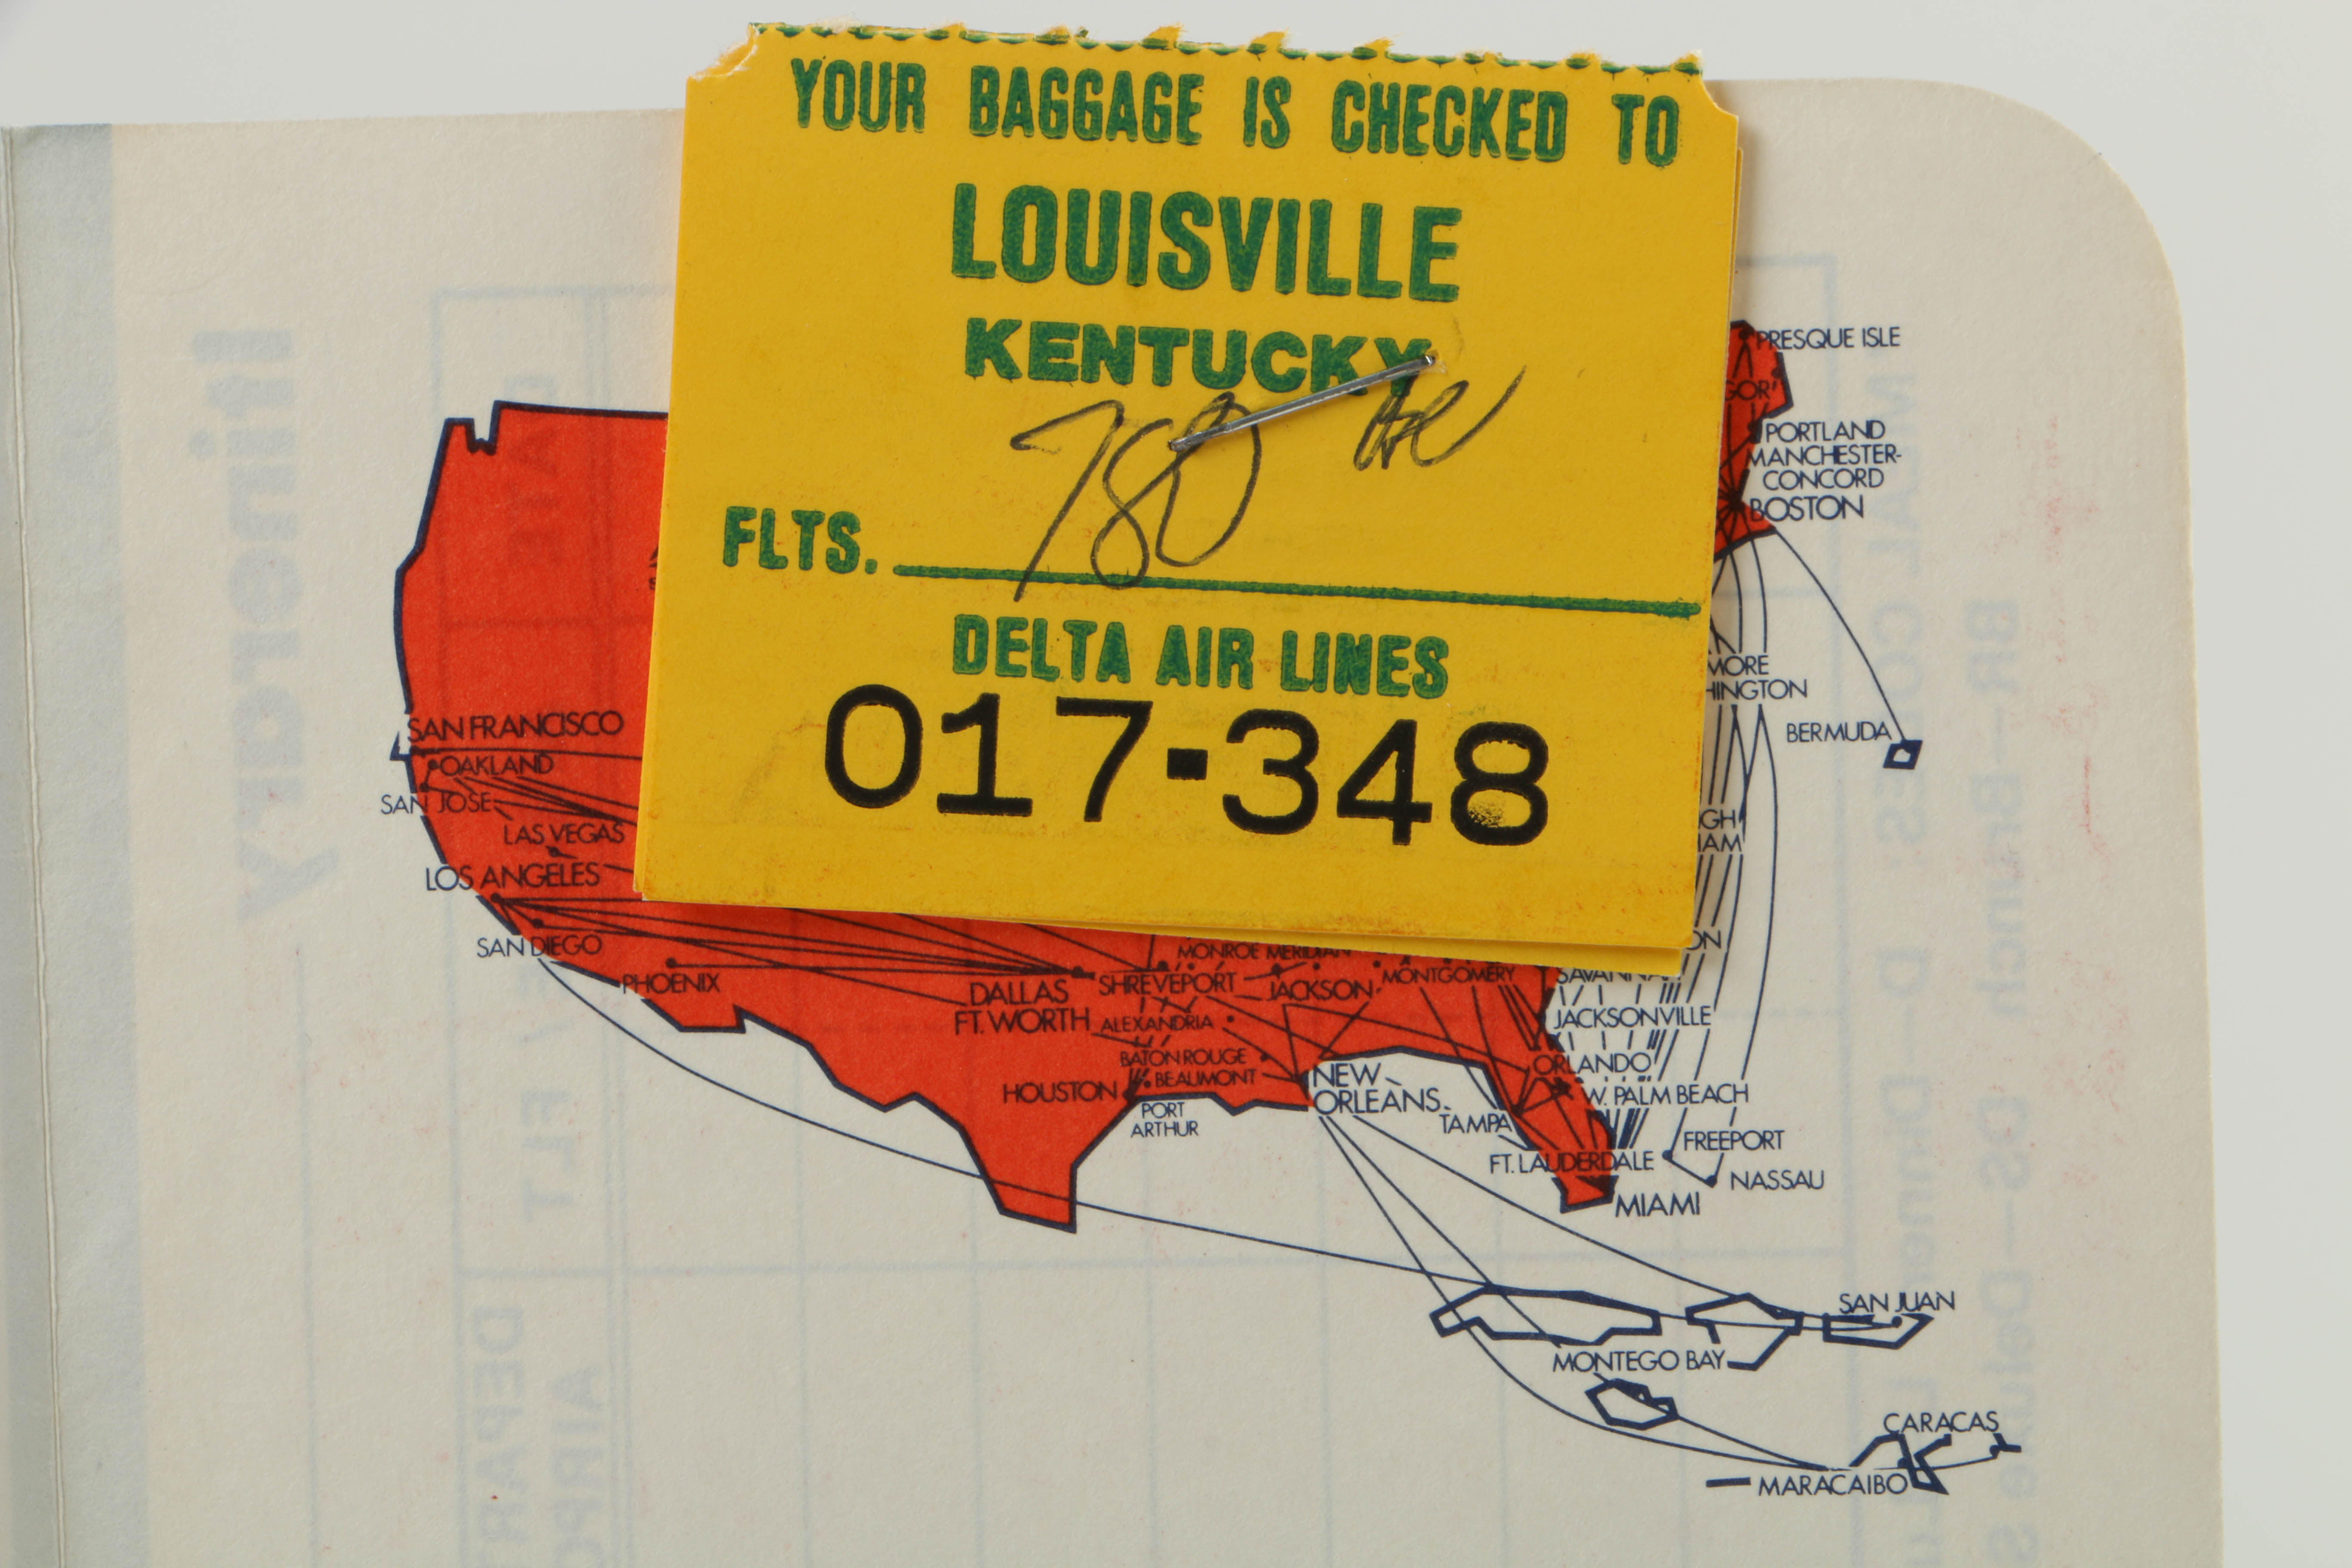 YOUR BAGGAGE IS CHECKED TO
LOUISVILLE
KENTUCKY
780
FLTS.
DELTA AIR LINES
017-348
PRESQUE ISLE
PORTLAND
MANCHESTER-
CONCORD
BOSTON
BERMUDA
SAN FRANCISCO
OAKLAND
SAN JOSE
LAS VEGAS
LOS ANGELES
SAN DIEGO
PHOENIX
DALLAS
FT. WORTH
MONROE MERIDIAN
SHREVEPORT
JACKSON
MONTGOMERY
ALEXANDRIA
BATON ROUGE
BEAUMONT
HOUSTON
PORT
ARTHUR
NEW
ORLEANS
JACKSONVILLE
ORLANDO
W. PALM BEACH
TAMPA
FREEPORT
FT. LAUDERDALE
NASSAU
MIAMI
SAN JUAN
MONTEGO BAY
CARACAS
MARACAIBO
Itinerary